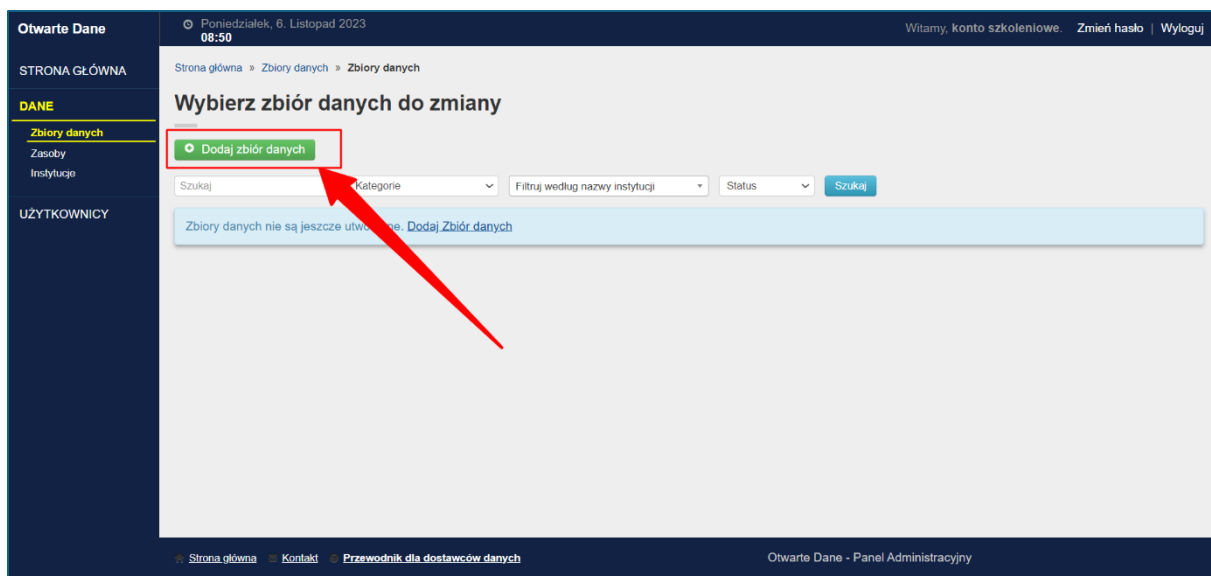 Otwarte Dane
Poniedziałek, 6. Listopad 2023
08:50
Witamy, konto szkoleniowe. Zmień hasło | Wyloguj
STRONA GŁÓWNA
DANE
Zbiory danych
Zasoby
Instytucje
UŻYTKOWNICY
Strona główna » Zbiory danych » Zbiory danych
Wybierz zbiór danych do zmiany
Dodaj zbiór danych
Szukaj Kategorie Filtruj według nazwy instytucji Status Szukaj
Zbiory danych nie są jeszcze Dodaj Zbiór danych
Strona główna Kontakt Przewodnik dla dostawców danych
Otwarte Dane - Panel Administracyjny